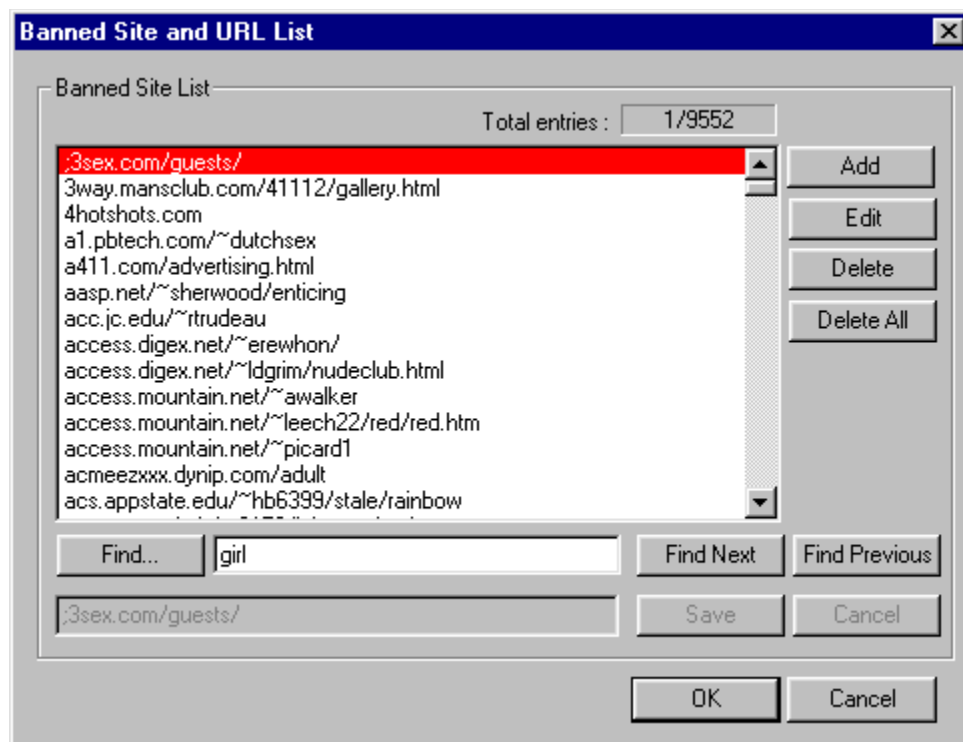 Banned Site and URL List
Banned Site List
Total entries : 1/9552
;3sex.com/guests/
3way.mansclub.com/41112/gallery.html
4hotshots.com
a1.pbtech.com/~dutchsex
a411.com/advertising.html
aasp.net/~sherwood/enticing
acc.jc.edu/~rtrudeau
access.digex.net/~erewhon/
access.digex.net/~ldgrim/nudeclub.html
access.mountain.net/~awalker
access.mountain.net/~leech22/red/red.htm
access.mountain.net/~picard1
acmeezxxx.dynip.com/adult
acs.appstate.edu/~hb6399/stale/rainbow
Add
Edit
Delete
Delete All
Find... girl Find Next Find Previous
;3sex.com/guests/ Save Cancel
OK Cancel